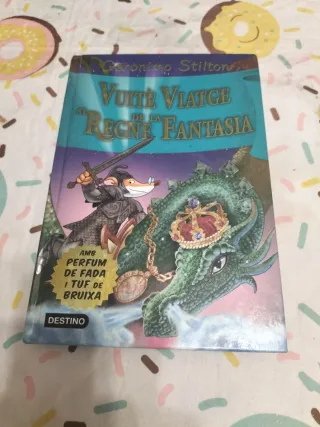 Geronimo Stilton
VUITÈ VIATGE
AL REGNE DE LA FANTASIA
AMB
PERFUM
DE FADA
I TUF DE
BRUIXA
DESTINO